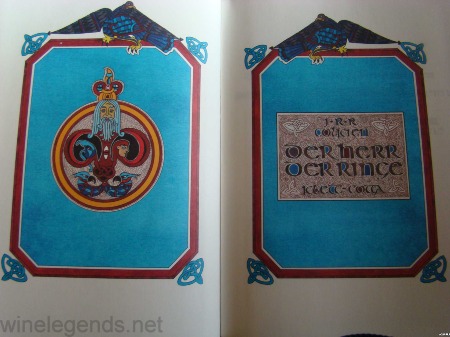 J·R·R
TOLKIEN
DER HERR
DER RINGE
KLETT-COTTA
winelegends.net